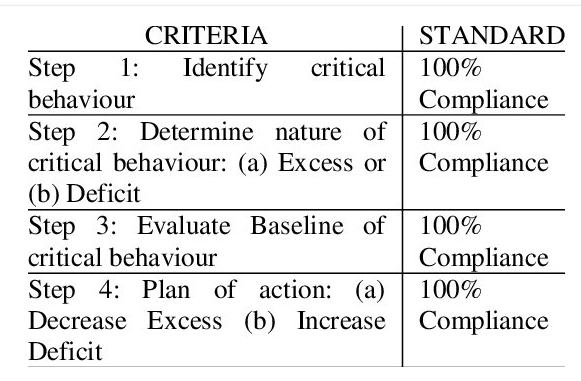 CRITERIA STANDARD
Step 1: Identify critical behaviour 100% Compliance
Step 2: Determine nature of critical behaviour: (a) Excess or (b) Deficit 100% Compliance
Step 3: Evaluate Baseline of critical behaviour 100% Compliance
Step 4: Plan of action: (a) Decrease Excess (b) Increase Deficit 100% Compliance